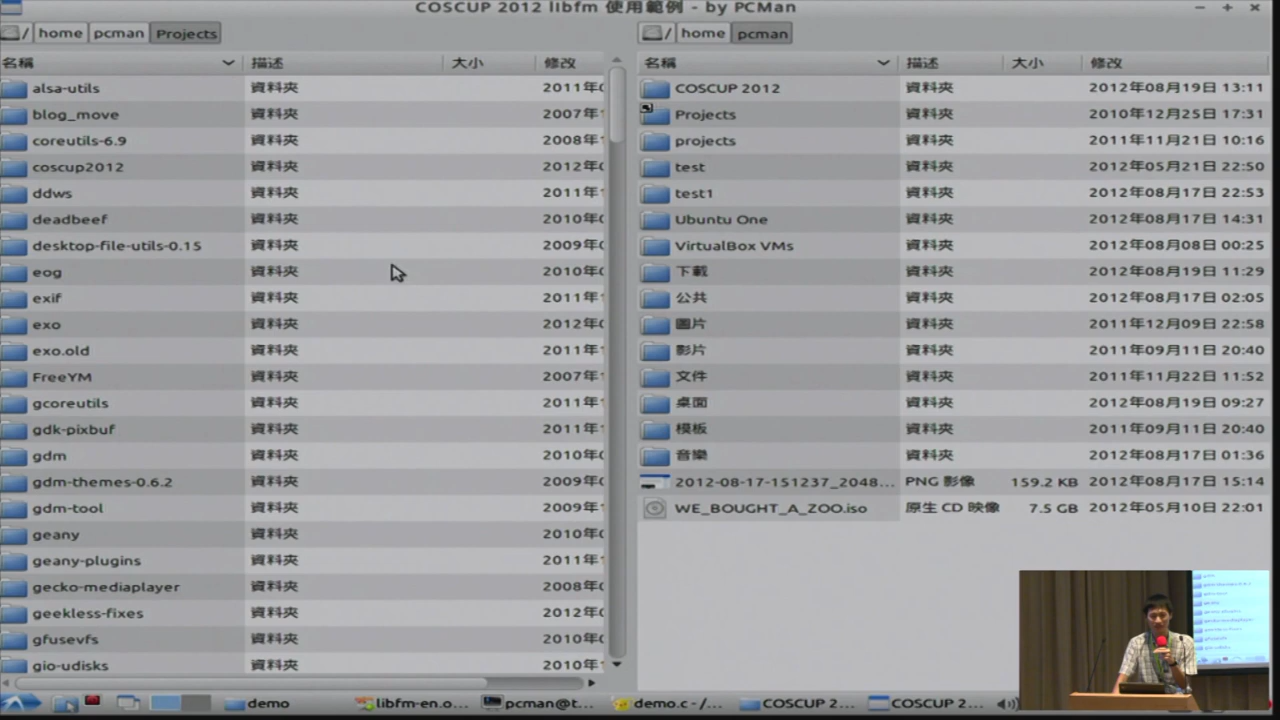 COSCUP 2012 libfm 使用範例 - by PCMan
/ home pcman Projects
名稱 描述 大小 修改
alsa-utils 資料夾 2011年
blog_move 資料夾 2007年
coreutils-6.9 資料夾 2008年
coscup2012 資料夾 2012年
ddws 資料夾 2011年
deadbeef 資料夾 2010年
desktop-file-utils-0.15 資料夾 2009年
eog 資料夾 2010年
exif 資料夾 2011年
exo 資料夾 2012年
exo.old 資料夾 2011年
FreeYM 資料夾 2007年
gcoreutils 資料夾 2011年
gdk-pixbuf 資料夾 2011年
gdm 資料夾 2010年
gdm-themes-0.6.2 資料夾 2009年
gdm-tool 資料夾 2009年
geany 資料夾 2010年
geany-plugins 資料夾 2011年
gecko-mediaplayer 資料夾 2008年
geekless-fixes 資料夾 2012年
gfusevfs 資料夾 2010年
gio-udisks 資料夾 2010年
/ home pcman
名稱 描述 大小 修改
COSCUP 2012 資料夾 2012年08月19日 13:11
Projects 資料夾 2010年12月25日 17:31
projects 資料夾 2011年11月21日 10:16
test 資料夾 2012年05月21日 22:50
test1 資料夾 2012年08月17日 22:53
Ubuntu One 資料夾 2012年08月17日 14:31
VirtualBox VMs 資料夾 2012年08月08日 00:25
下載 資料夾 2012年08月19日 11:29
公共 資料夾 2012年08月17日 02:05
圖片 資料夾 2011年12月09日 22:58
影片 資料夾 2011年09月11日 20:40
文件 資料夾 2011年11月22日 11:52
桌面 資料夾 2012年08月19日 09:27
模板 資料夾 2011年09月11日 20:40
音樂 資料夾 2012年08月17日 01:36
2012-08-17-151237_2048... PNG 影像 159.2 KB 2012年08月17日 15:14
WE_BOUGHT_A_ZOO.iso 原生 CD 映像 7.5 GB 2012年05月10日 22:01
demo libfm-en.o... pcman@t... demo.c - /... COSCUP 2... COSCUP 2...